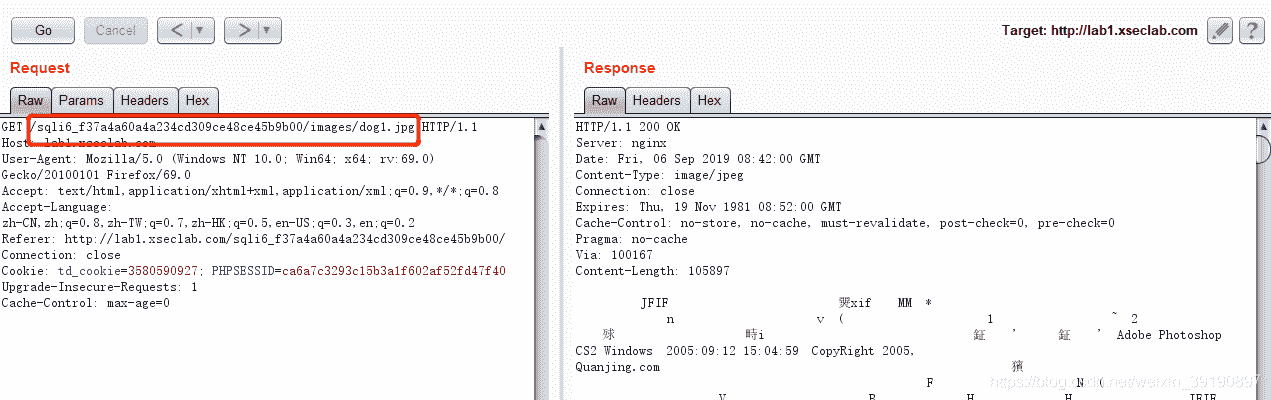 Go Cancel < > Target: http://lab1.xseclab.com ?
Request
Raw Params Headers Hex
GET /sqli6_f37a4a60a4a234cd309ce48ce45b9b00/images/dog1.jpg HTTP/1.1
Host: lab1.xseclab.com
User-Agent: Mozilla/5.0 (Windows NT 10.0; Win64; x64; rv:69.0)
Gecko/20100101 Firefox/69.0
Accept: text/html,application/xhtml+xml,application/xml;q=0.9,*/*;q=0.8
Accept-Language:
zh-CN,zh;q=0.8,zh-TW;q=0.7,zh-HK;q=0.5,en-US;q=0.3,en;q=0.2
Referer: http://lab1.xseclab.com/sqli6_f37a4a60a4a234cd309ce48ce45b9b00/
Connection: close
Cookie: td_cookie=3580590927; PHPSESSID=ca6a7c3293c15b3a1f602af52fd47f40
Upgrade-Insecure-Requests: 1
Cache-Control: max-age=0
Response
Raw Headers Hex
HTTP/1.1 200 OK
Server: nginx
Date: Fri, 06 Sep 2019 08:42:00 GMT
Content-Type: image/jpeg
Connection: close
Expires: Thu, 19 Nov 1981 08:52:00 GMT
Cache-Control: no-store, no-cache, must-revalidate, post-check=0, pre-check=0
Pragma: no-cache
Via: 100167
Content-Length: 105897
JFIF xif MM *
n v ( 1 ~ 2
時i ' ' Adobe Photoshop
CS2 Windows 2005:09:12 15:04:59 CopyRight 2005,
Quanjing.com
F N (
https://blog.csdn.net/weixin_39190897
V R H H JFIF